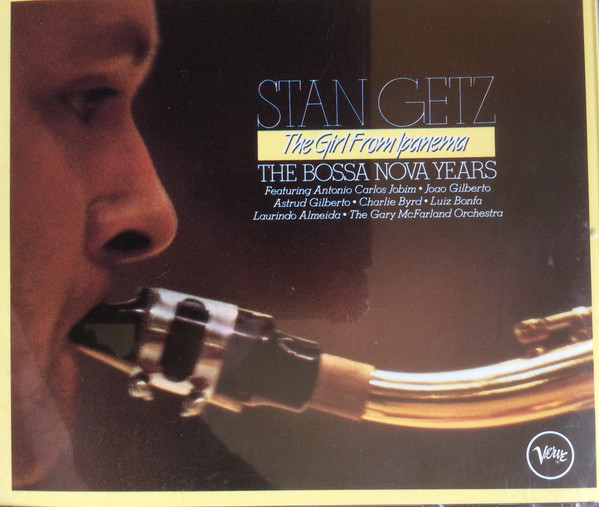 STAN GETZ
The Girl From Ipanema
THE BOSSA NOVA YEARS
Featuring Antonio Carlos Jobim • Joao Gilberto
Astrud Gilberto • Charlie Byrd • Luiz Bonfa
Laurindo Almeida • The Gary McFarland Orchestra
Verve